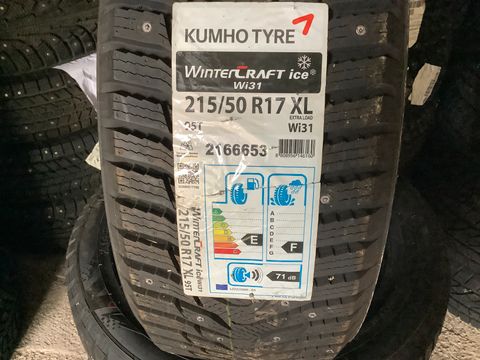 KUMHO TYRE
WINTERCRAFT ice
Wi31
215/50 R17 XL
EXTRA LOAD
95T
Wi31
2166653
A
B
C
D
E
F
G
E
F
71 dB
215/50 R17 XL 95T
WINTERCRAFT ice Wi31